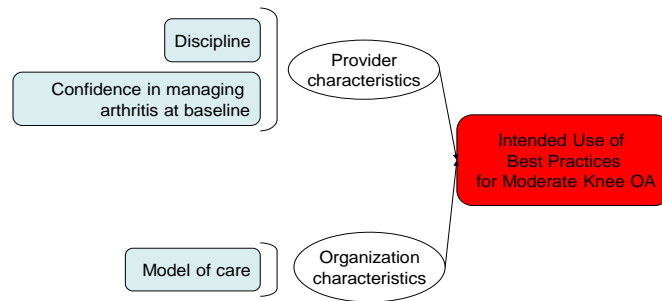 Discipline
Confidence in managing
arthritis at baseline
Provider
characteristics
Intended Use of
Best Practices
for Moderate Knee OA
Model of care
Organization
characteristics